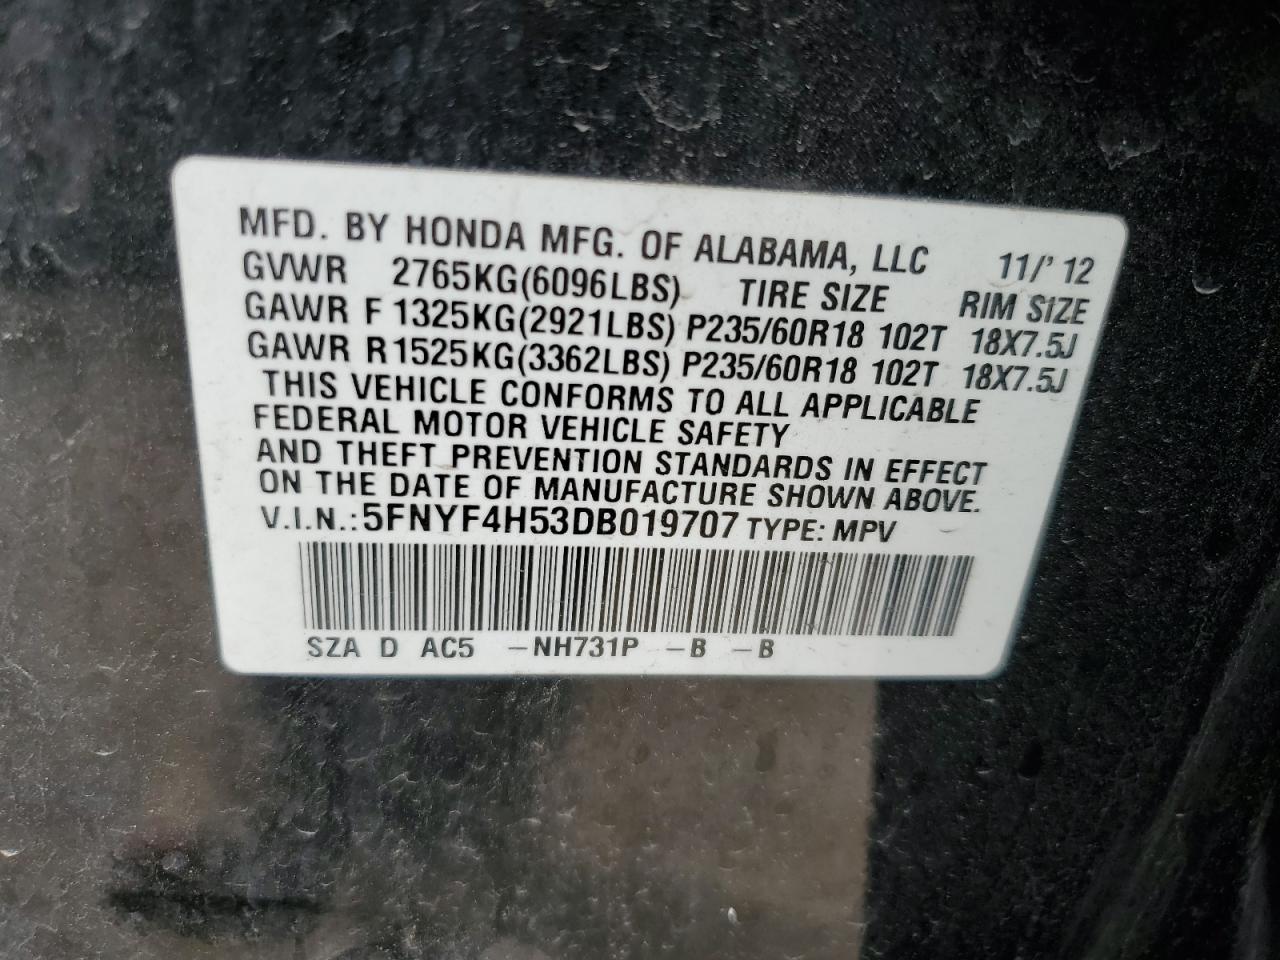 MFD. BY HONDA MFG. OF ALABAMA, LLC 11/'12
GVWR 2765KG(6096LBS) TIRE SIZE RIM SIZE
GAWR F 1325KG(2921LBS) P235/60R18 102T 18X7.5J
GAWR R 1525KG(3362LBS) P235/60R18 102T 18X7.5J
THIS VEHICLE CONFORMS TO ALL APPLICABLE
FEDERAL MOTOR VEHICLE SAFETY
AND THEFT PREVENTION STANDARDS IN EFFECT
ON THE DATE OF MANUFACTURE SHOWN ABOVE.
V.I.N.: 5FNYF4H53DB019707 TYPE: MPV
SZA D AC5 -NH731P -B -B